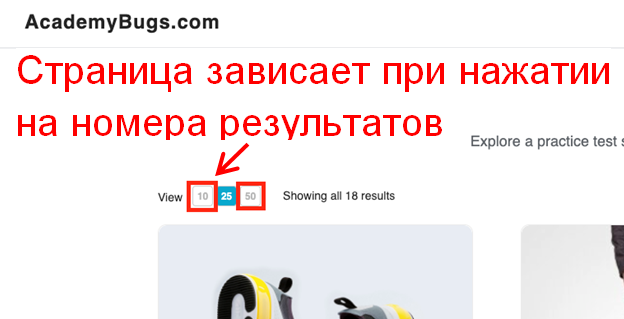 AcademyBugs.com
Страница зависает при нажатии
на номера результатов
Explore a practice test s
View 10 25 50 Showing all 18 results